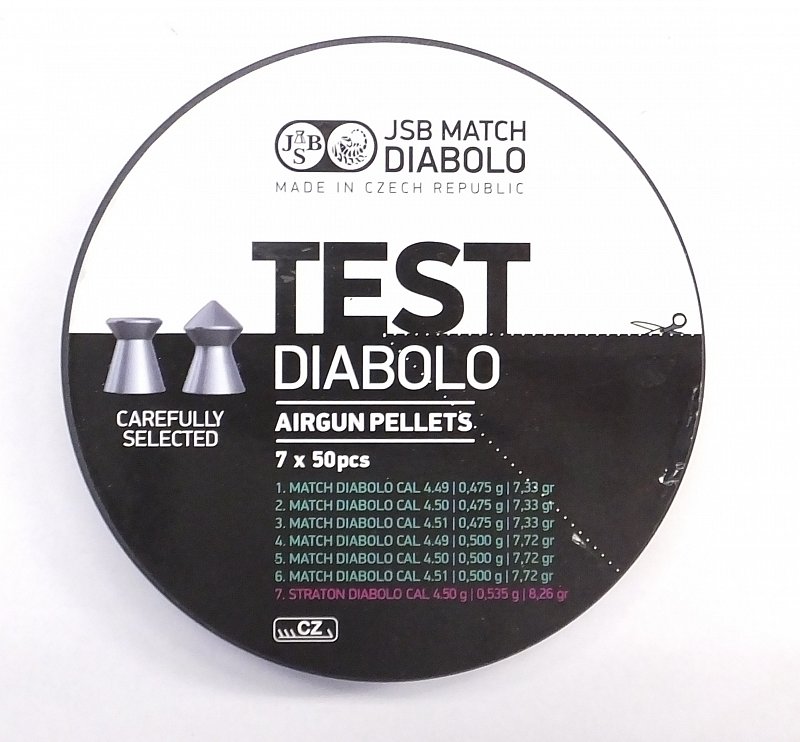 JSB
JSB MATCH
DIABOLO
MADE IN CZECH REPUBLIC
TEST
DIABOLO
AIRGUN PELLETS
7 x 50pcs
CAREFULLY
SELECTED
1. MATCH DIABOLO CAL 4.49 | 0,475 g | 7,33 gr
2. MATCH DIABOLO CAL 4.50 | 0,475 g | 7,33 gr
3. MATCH DIABOLO CAL 4.51 | 0,475 g | 7,33 gr
4. MATCH DIABOLO CAL 4.49 | 0,500 g | 7,72 gr
5. MATCH DIABOLO CAL 4.50 | 0,500 g | 7,72 gr
6. MATCH DIABOLO CAL 4.51 | 0,500 g | 7,72 gr
7. STRATON DIABOLO CAL 4.50 g | 0,535 g | 8,26 gr
CZ